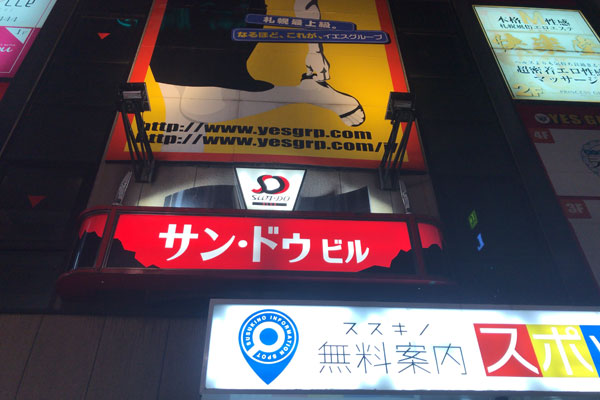 札幌最上級。
なるほど、これが、イエスグループ
http://www.yesgrp.com
http://www.yesgrp.com/
SUN・DO
サン・ドウ ビル
SUSUKINO INFORMATION SPOT
ススキノ
無料案内
スポ
超密着エロ性感
マッサージ
YES
4F
3F